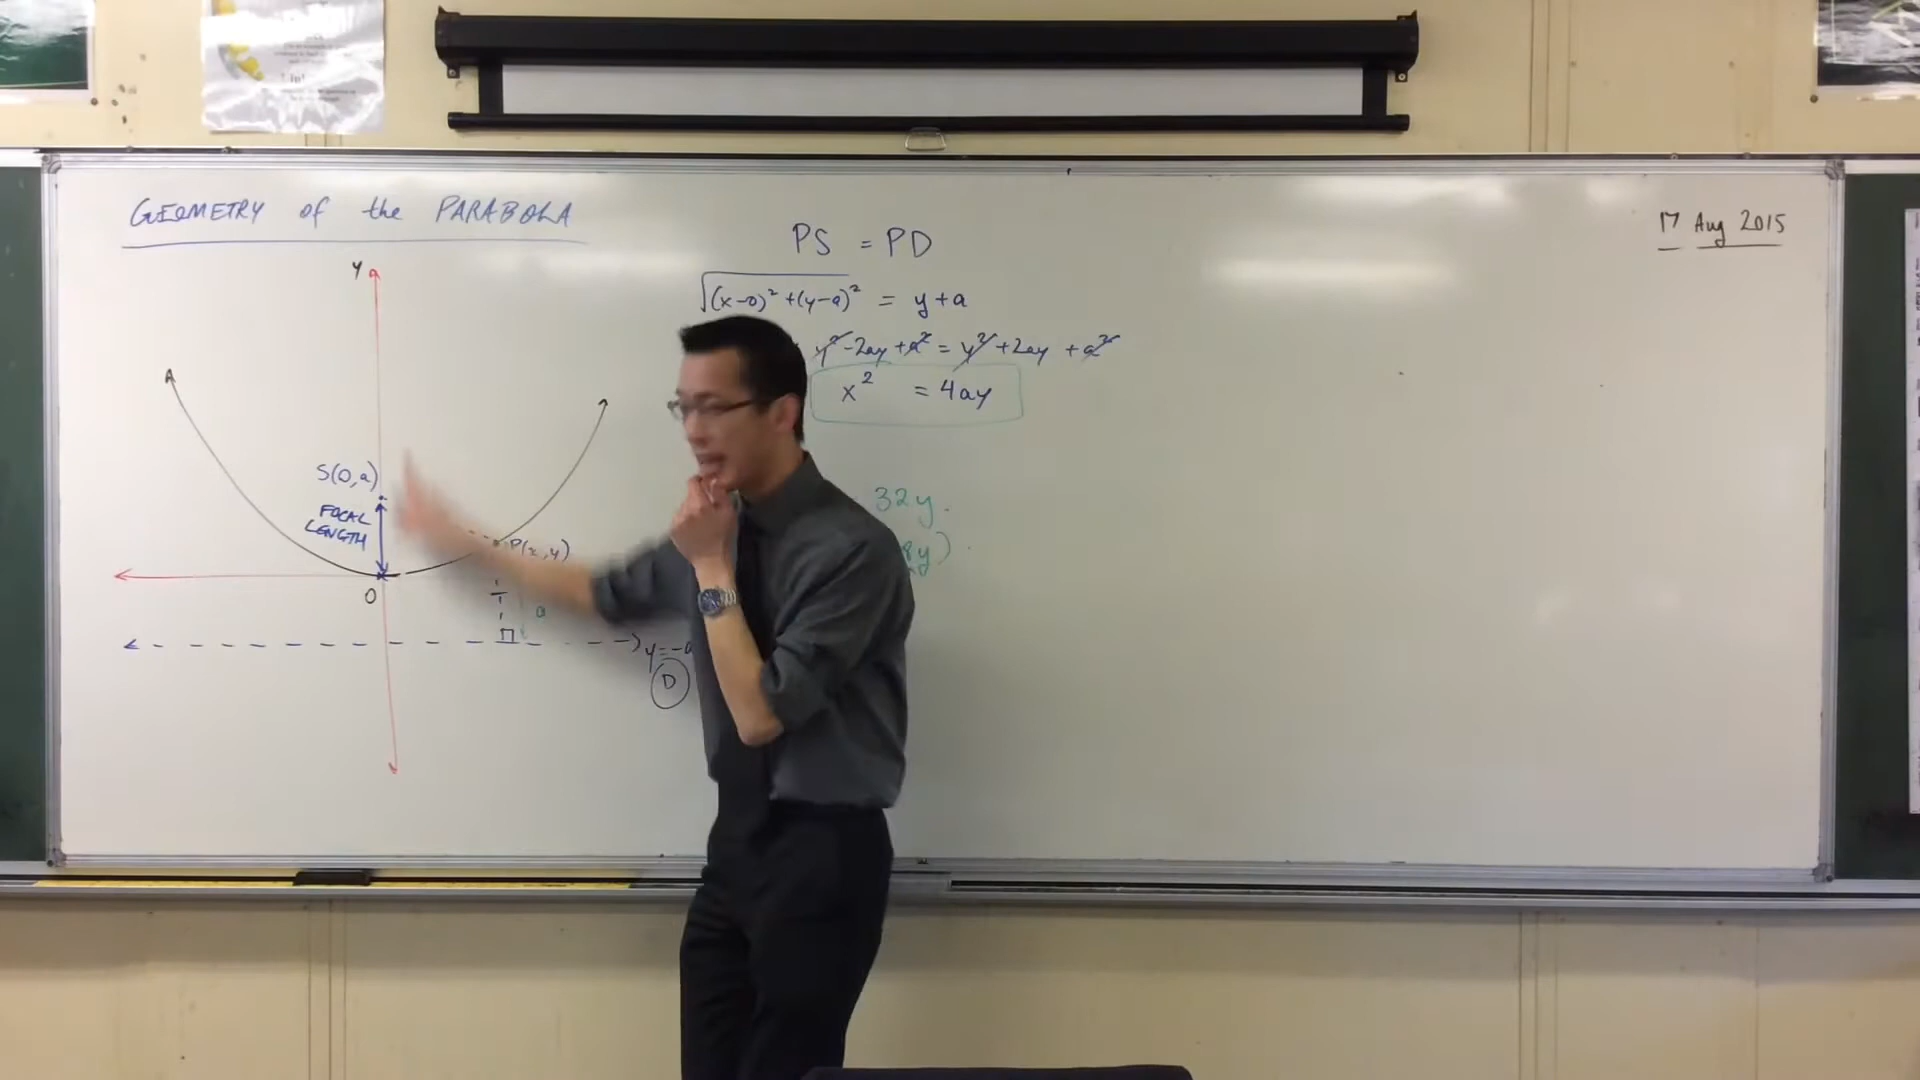 GEOMETRY of the PARABOLA
17 Aug 2015
PS = PD
√(x-0)² + (y-a)² = y+a
y² - 2ay + a² = y² + 2ay + a²
x² = 4ay
32y.
8y)
Y
S(0,a)
FOCAL
LENGTH
P(x,y)
O
a
y=-a
D